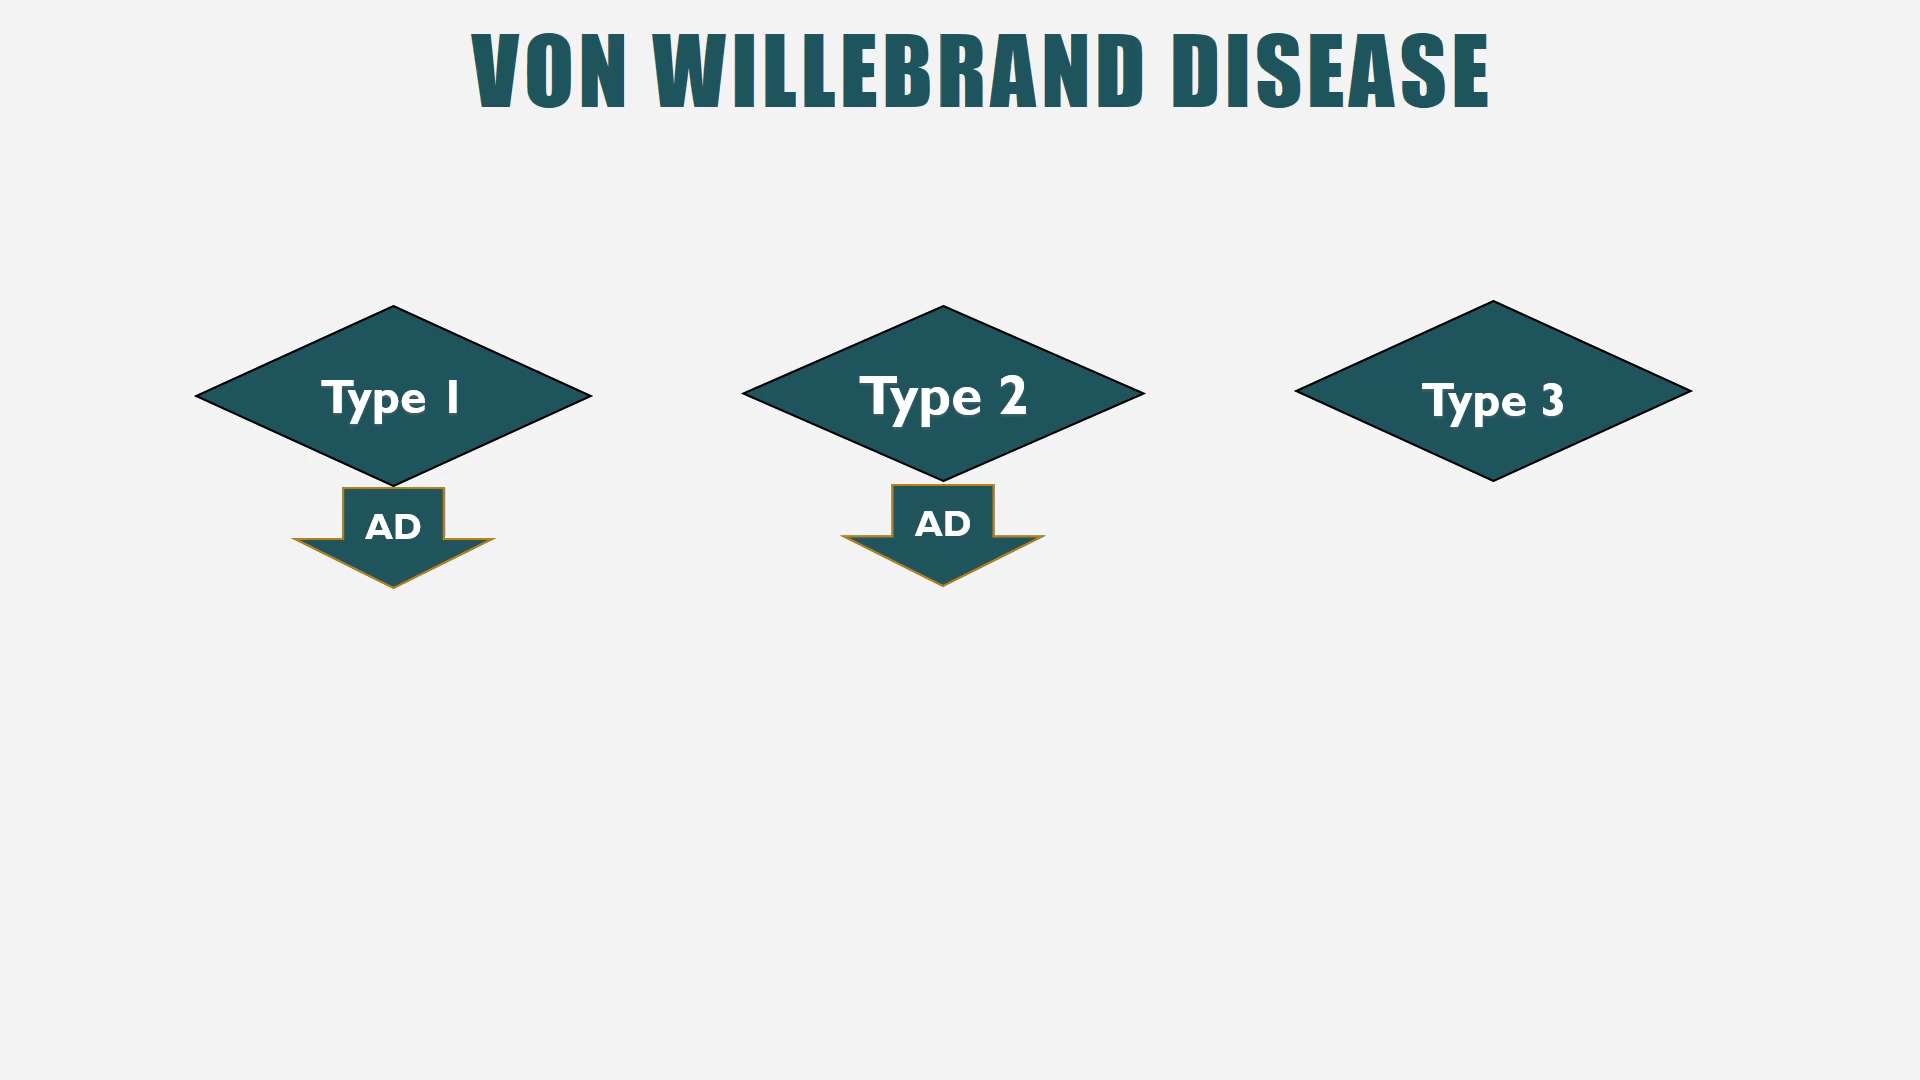 VON WILLEBRAND DISEASE
Type 1
Type 2
Type 3
AD
AD